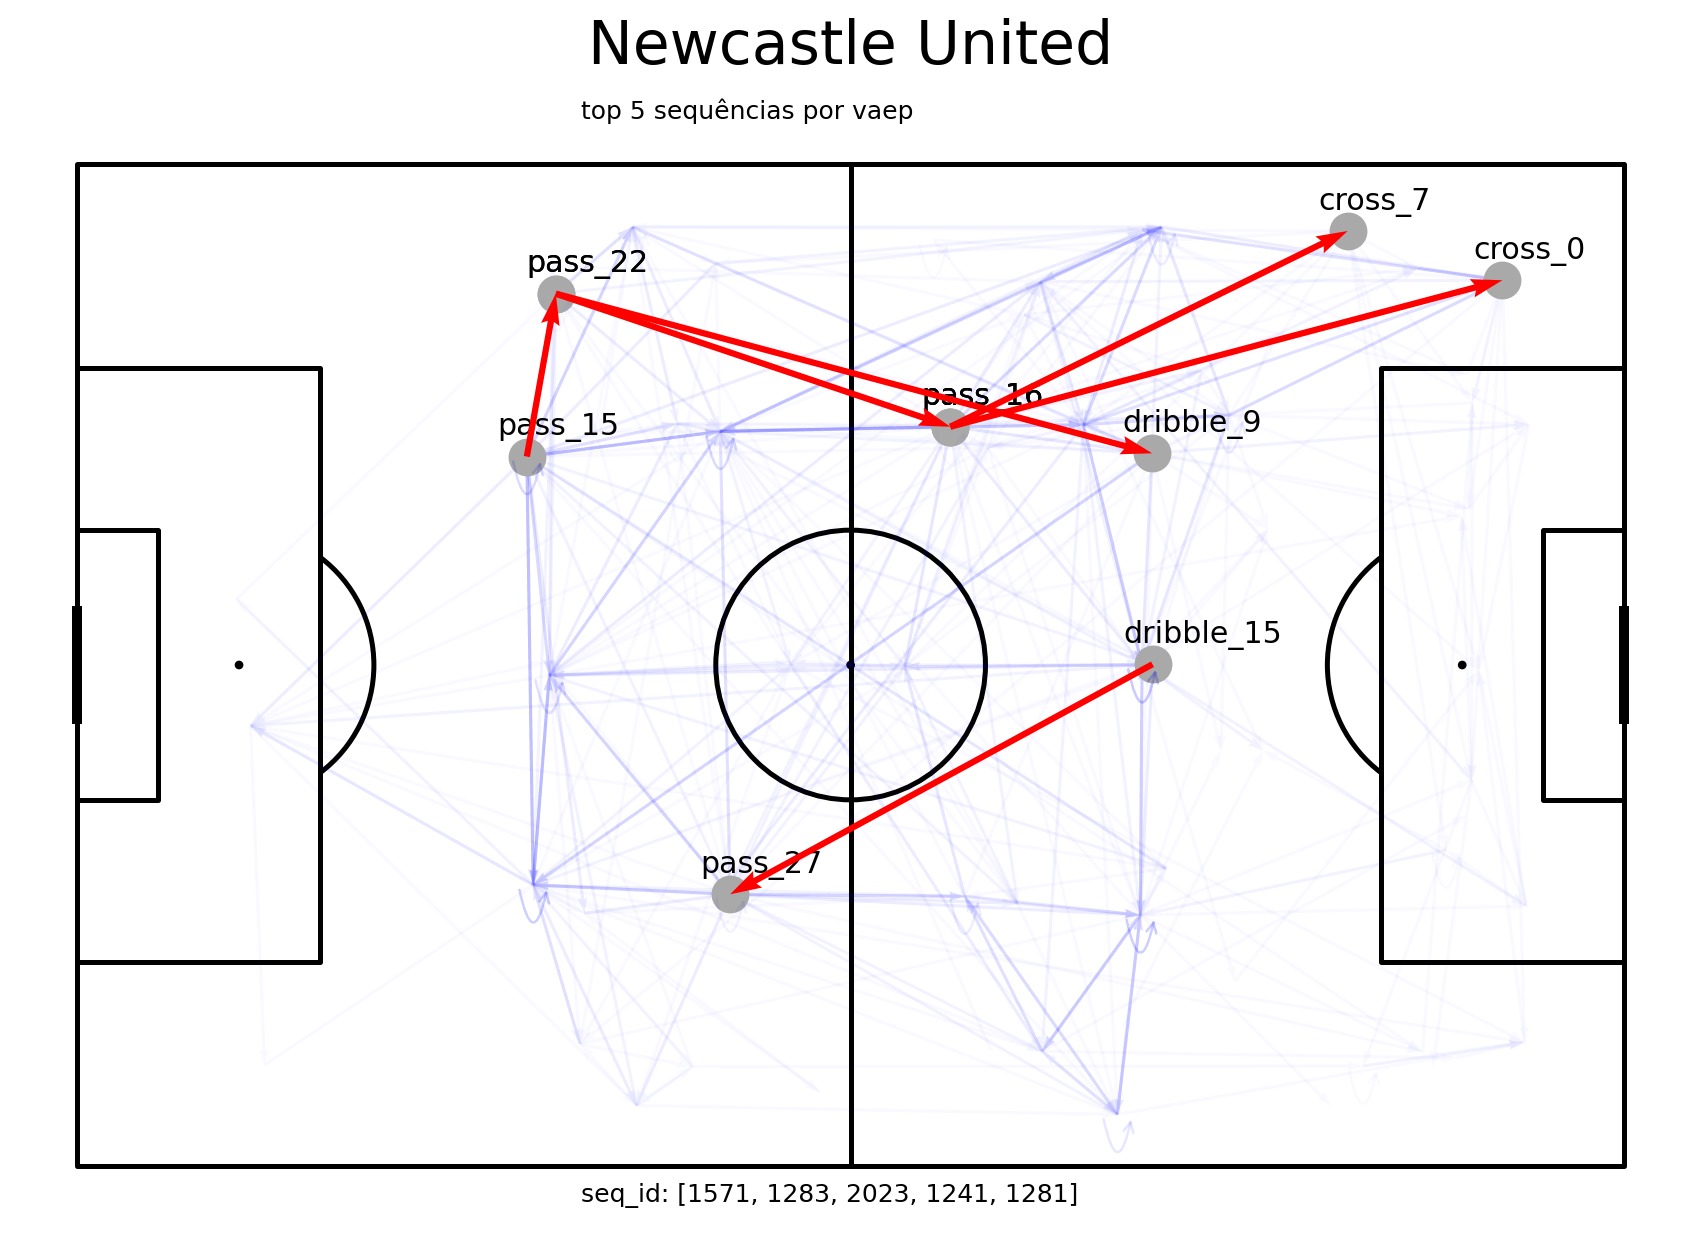 Newcastle United
top 5 sequências por vaep
cross_7
cross_0
pass_22
pass_16
dribble_9
pass_15
dribble_15
pass_27
seq_id: [1571, 1283, 2023, 1241, 1281]